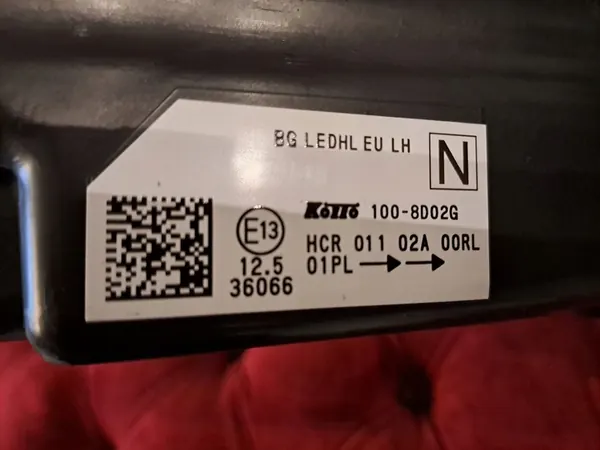 BG LEDHL EU LH
N
KOITO 100-8D02G
E13
HCR 011 02A 00RL
12.5
01PL → →
36066